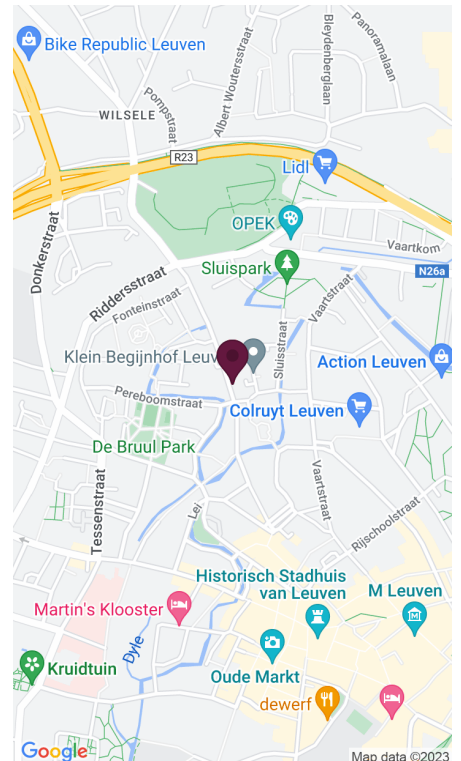 Bike Republic Leuven
Bleydenberglaan
Panoramalaan
Albert Woutersstraat
Pompstraat
WILSELE
R23
Lidl
OPEK
Donkerstraat
Vaartkom
Sluispark
N26a
Riddersstraat
Fonteinstraat
Vaartstraat
Sluisstraat
Klein Begijnhof Leuv
Action Leuven
Pereboomstraat
Colruyt Leuven
De Bruul Park
Vaartstraat
Tessenstraat
Lei
Rijschoolstraat
Historisch Stadhuis
van Leuven
M Leuven
Martin's Klooster
Dyle
Kruidtuin
Oude Markt
dewerf
Google
Map data ©2023